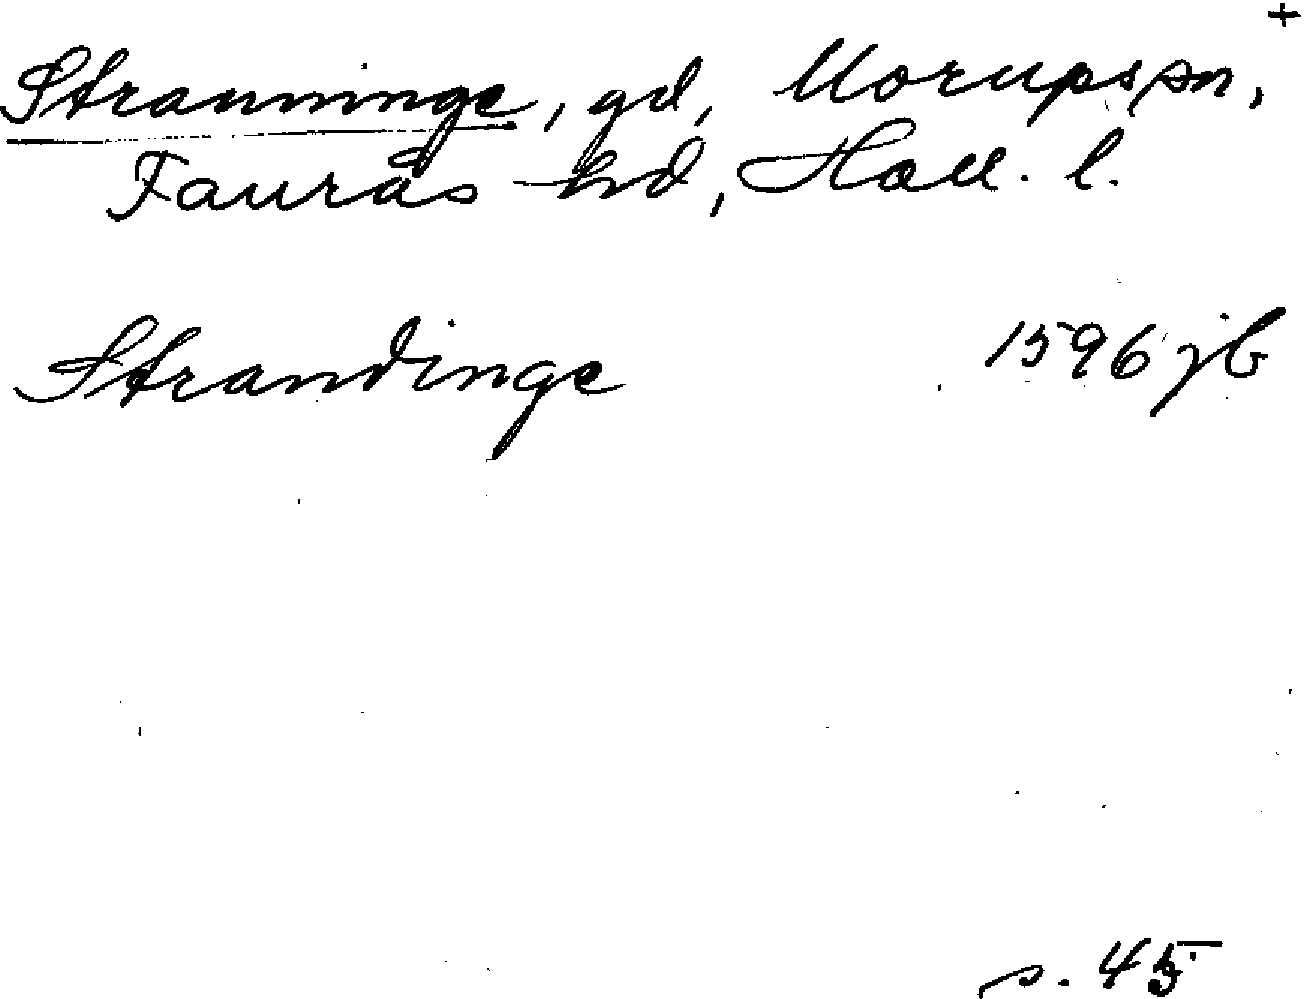 +
Stranninge, gd, Morups sn,
Faurås hd, Hall. l.
Strandinge 1596 jb
s. 45